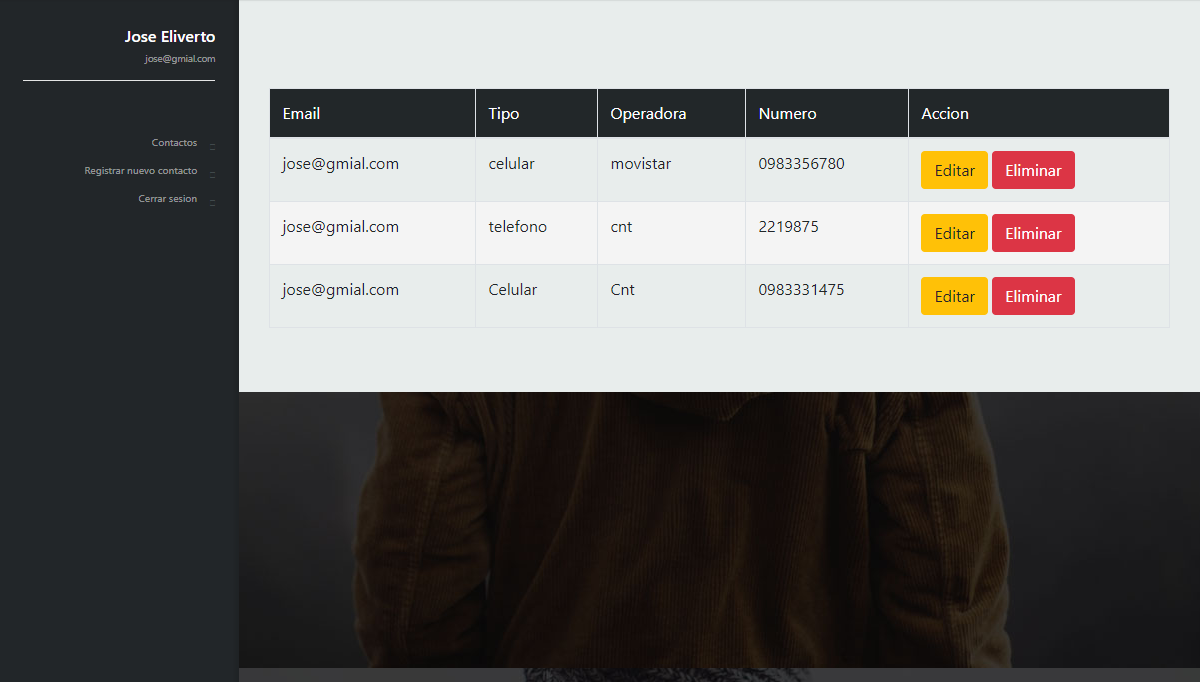 Jose Eliverto
jose@gmial.com
Contactos
Registrar nuevo contacto
Cerrar sesion
Email Tipo Operadora Numero Accion
jose@gmial.com celular movistar 0983356780 Editar Eliminar
jose@gmial.com telefono cnt 2219875 Editar Eliminar
jose@gmial.com Celular Cnt 0983331475 Editar Eliminar